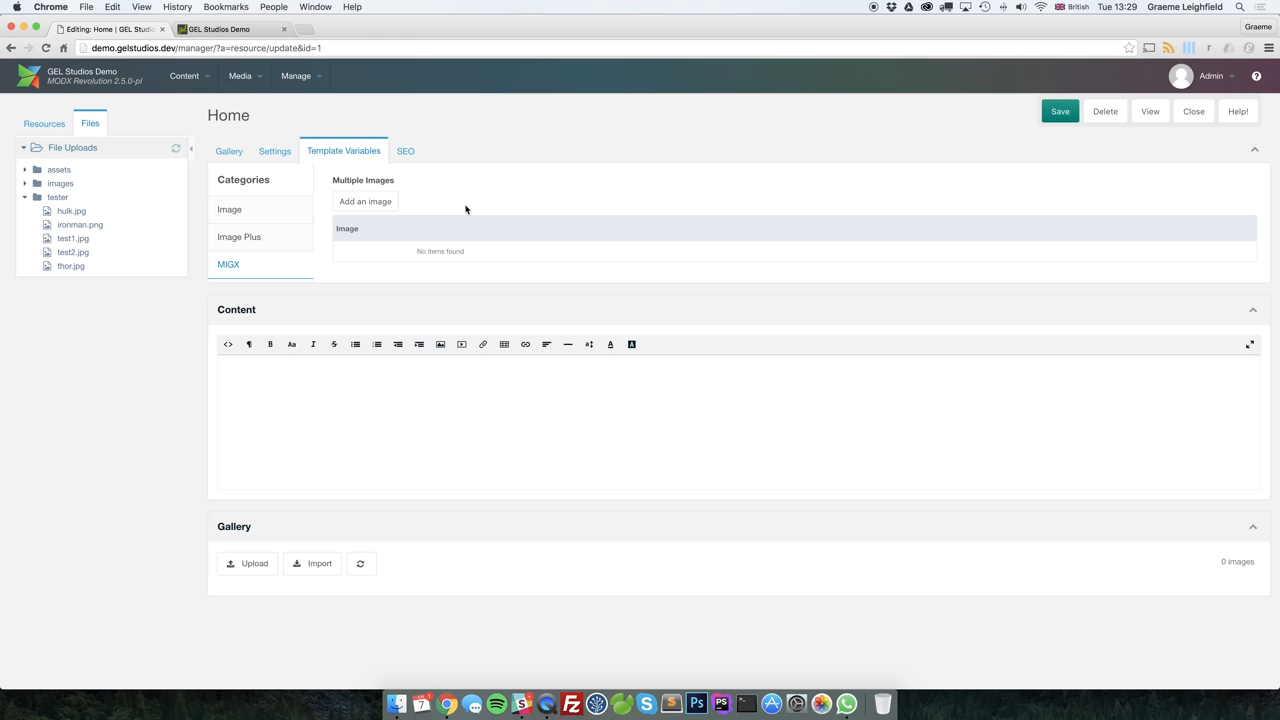 Chrome File Edit View History Bookmarks People Window Help British Tue 13:29 Graeme Leighfield
Editing: Home | GEL Studio GEL Studios Demo Graeme
demo.gelstudios.dev/manager/?a=resource/update&id=1
GEL Studios Demo
MODX Revolution 2.5.0-pl
Content Media Manage Admin
Home Save Delete View Close Help!
Resources Files
File Uploads
assets
images
tester
hulk.jpg
ironman.png
test1.jpg
test2.jpg
thor.jpg
Gallery Settings Template Variables SEO
Categories
Image
Image Plus
MIGX
Multiple Images
Add an image
Image
No items found
Content
Gallery
Upload Import 0 images